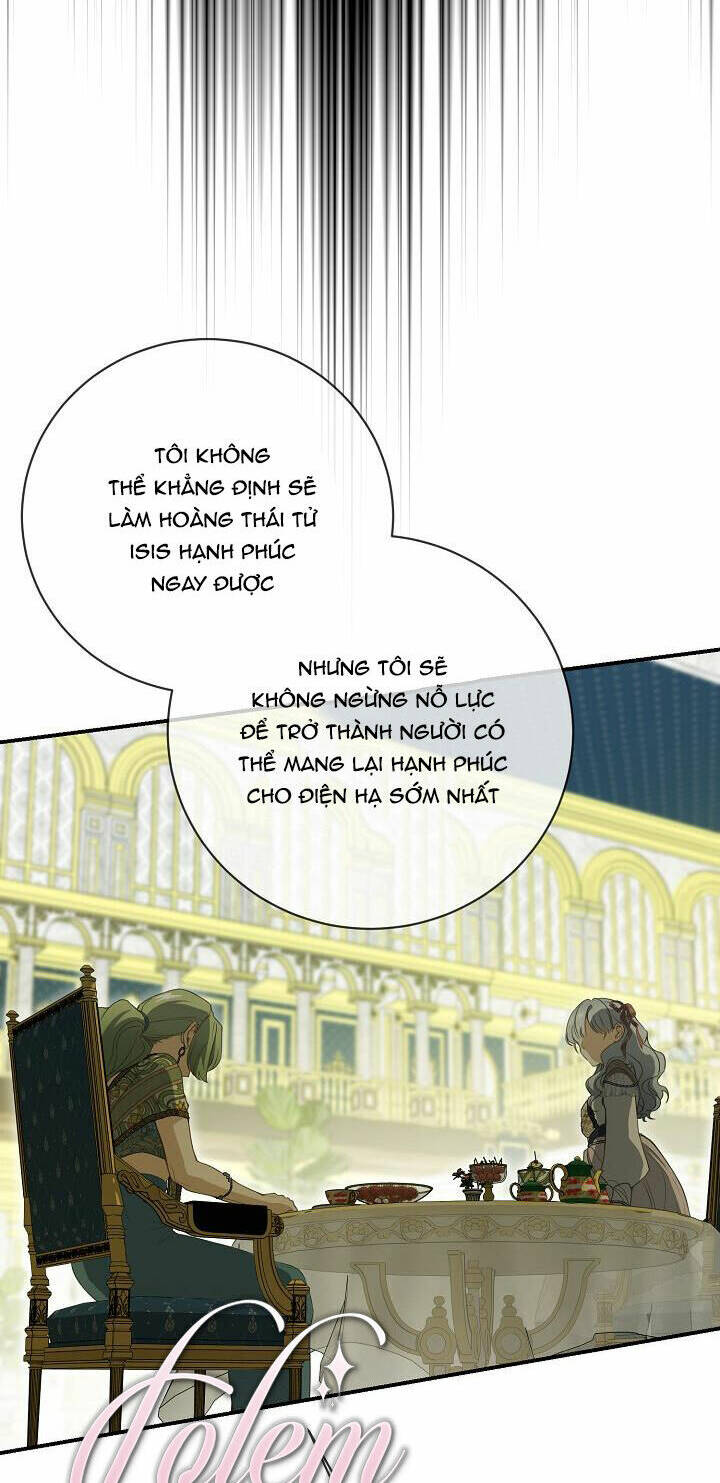 TÔI KHÔNG
THỂ KHẲNG ĐỊNH SẼ
LÀM HOÀNG THÁI TỬ
ISIS HẠNH PHÚC
NGAY ĐƯỢC
NHƯNG TÔI SẼ
KHÔNG NGỪNG NỖ LỰC
ĐỂ TRỞ THÀNH NGƯỜI CÓ
THỂ MANG LẠI HẠNH PHÚC
CHO ĐIỆN HẠ SỚM NHẤT